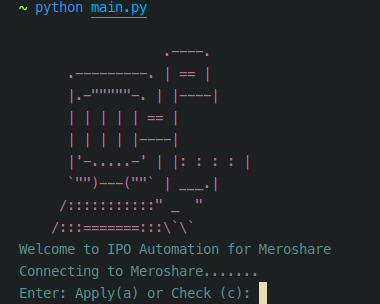 ~ python main.py
.----.
.---------. | == |
|.-"""""-. | |----|
| | | | | == |
| | | | |----|
|'-.....-' | |: : : : |
`"")---(""` | ___.|
/:::::::::::" _ "
/:::=======:::\`\`
Welcome to IPO Automation for Meroshare
Connecting to Meroshare.......
Enter: Apply(a) or Check (c):